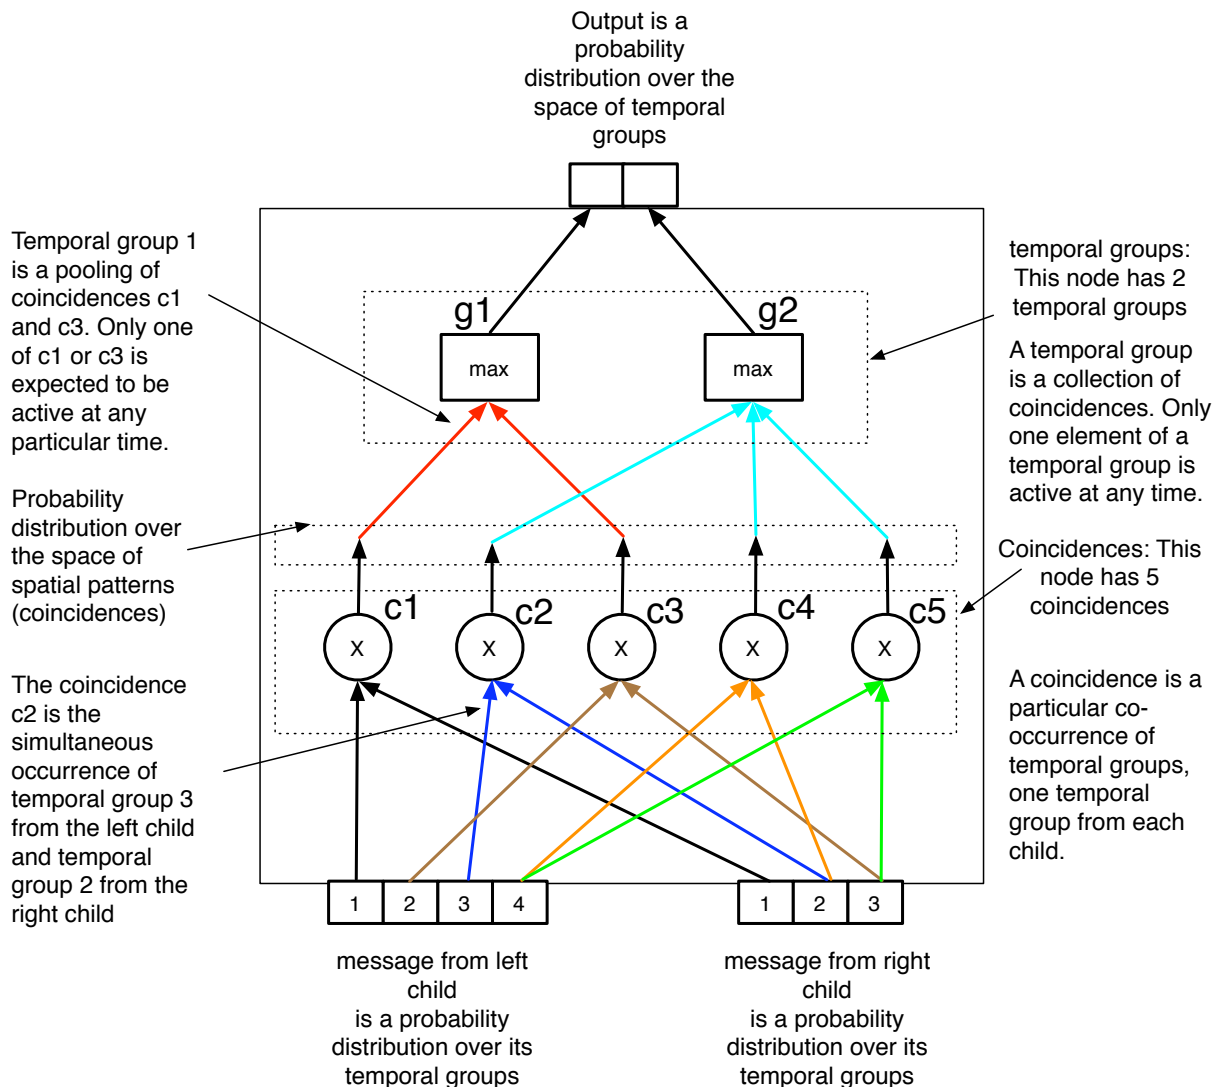 Output is a
probability
distribution over the
space of temporal
groups
Temporal group 1
is a pooling of
coincidences c1
and c3. Only one
of c1 or c3 is
expected to be
active at any
particular time.
temporal groups:
This node has 2
temporal groups
g1
g2
max
max
A temporal group
is a collection of
coincidences. Only
one element of a
temporal group is
active at any time.
Probability
distribution over
the space of
spatial patterns
(coincidences)
Coincidences: This
node has 5
coincidences
c1
c2
c3
c4
c5
x
x
x
x
x
The coincidence
c2 is the
simultaneous
occurrence of
temporal group 3
from the left child
and temporal
group 2 from the
right child
A coincidence is a
particular co-
occurrence of
temporal groups,
one temporal
group from each
child.
1 2 3 4
1 2 3
message from left
child
is a probability
distribution over its
temporal groups
message from right
child
is a probability
distribution over its
temporal groups